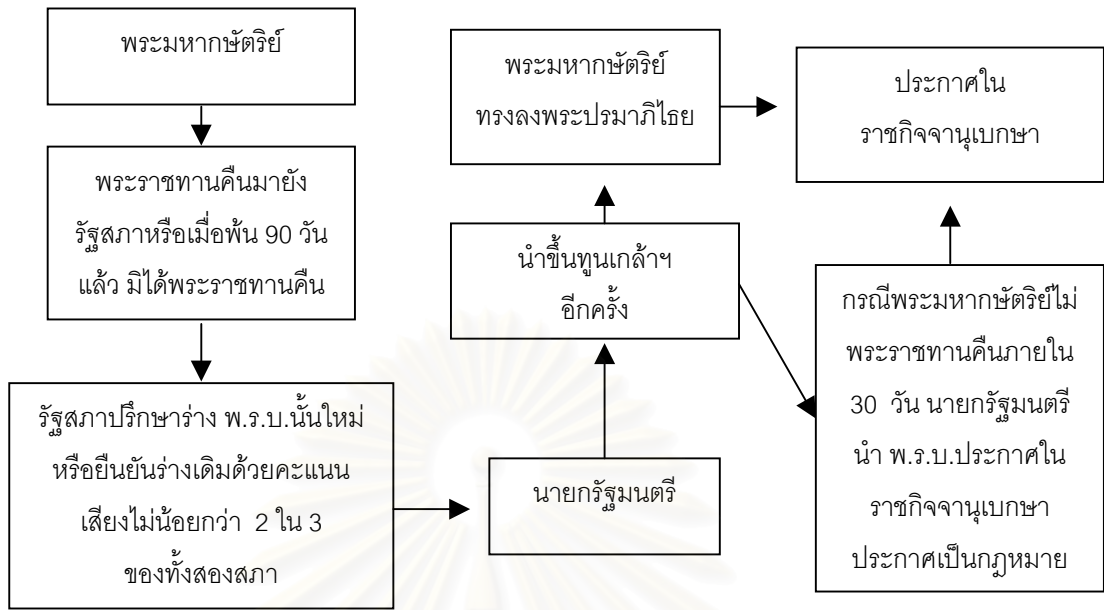 พระมหากษัตริย์
พระราชทานคืนมายัง
รัฐสภาหรือเมื่อพ้น 90 วัน
แล้ว มิได้พระราชทานคืน
รัฐสภาปรึกษาร่าง พ.ร.บ.นั้นใหม่
หรือยืนยันร่างเดิมด้วยคะแนน
เสียงไม่น้อยกว่า 2 ใน 3
ของทั้งสองสภา
นายกรัฐมนตรี
นำขึ้นทูนเกล้าฯ
อีกครั้ง
พระมหากษัตริย์
ทรงลงพระปรมาภิไธย
ประกาศใน
ราชกิจจานุเบกษา
กรณีพระมหากษัตริย์ไม่
พระราชทานคืนภายใน
30 วัน นายกรัฐมนตรี
นำ พ.ร.บ.ประกาศใน
ราชกิจจานุเบกษา
ประกาศเป็นกฎหมาย